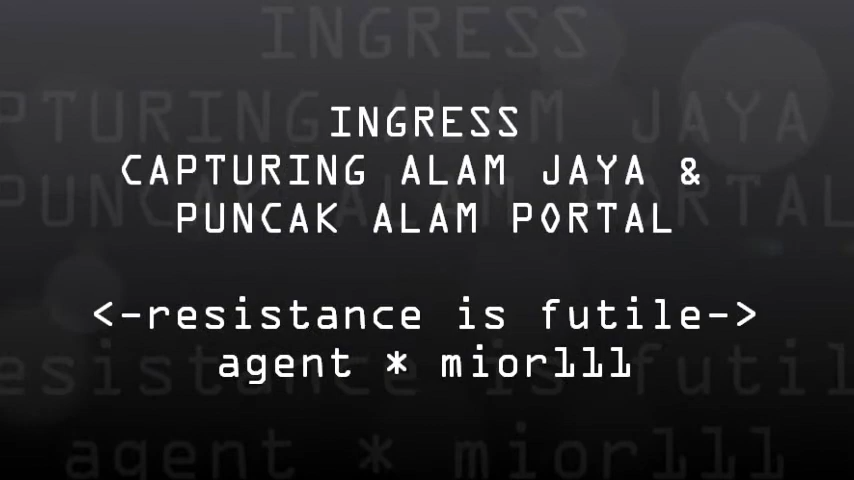 INGRESS
CAPTURING ALAM JAYA &
PUNCAK ALAM PORTAL
<-resistance is futile->
agent * mior111